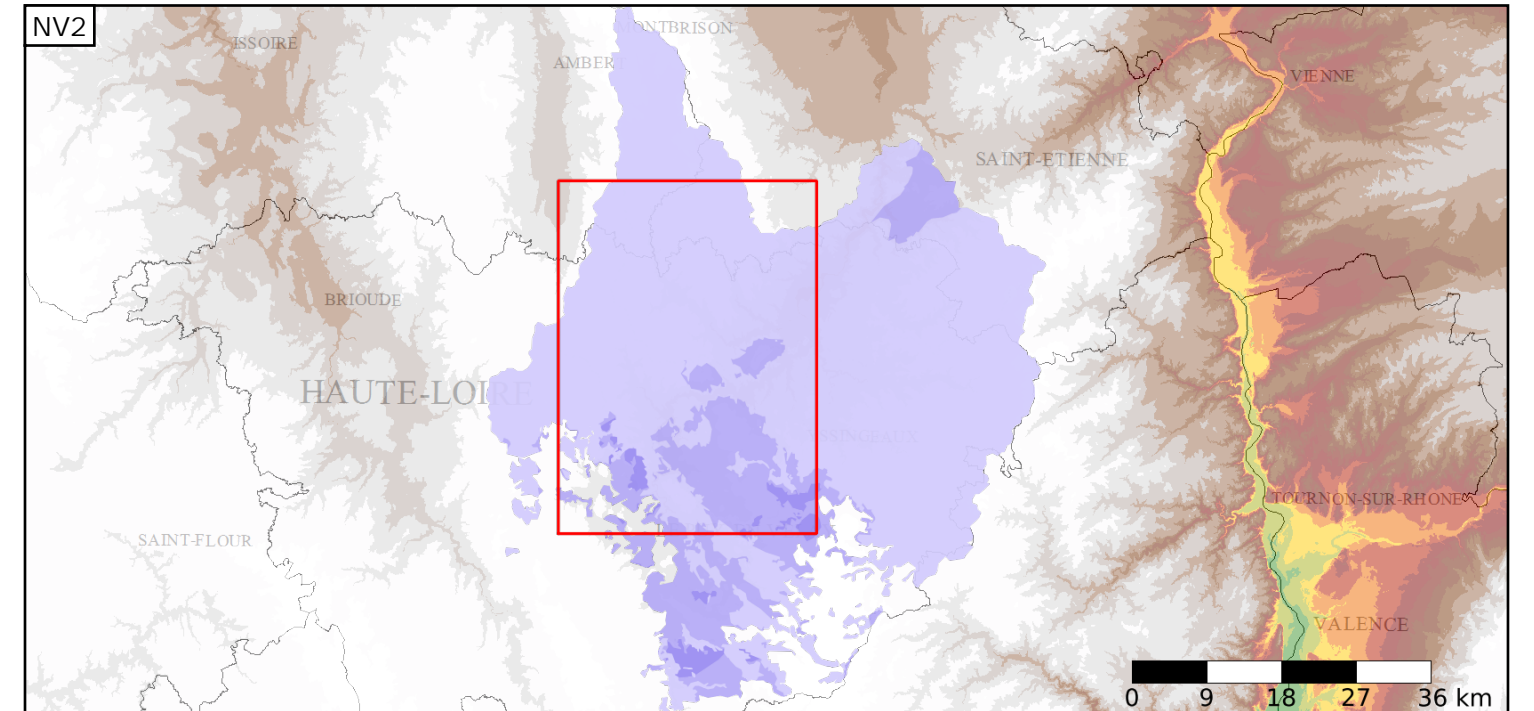 NV2
MONTBRISON
ISSOIRE
AMBERT
VIENNE
SAINT-ETIENNE
BRIOUDE
HAUTE-LOIRE
YSSINGEAUX
TOURNON-SUR-RHONE
SAINT-FLOUR
VALENCE
0 9 18 27 36 km